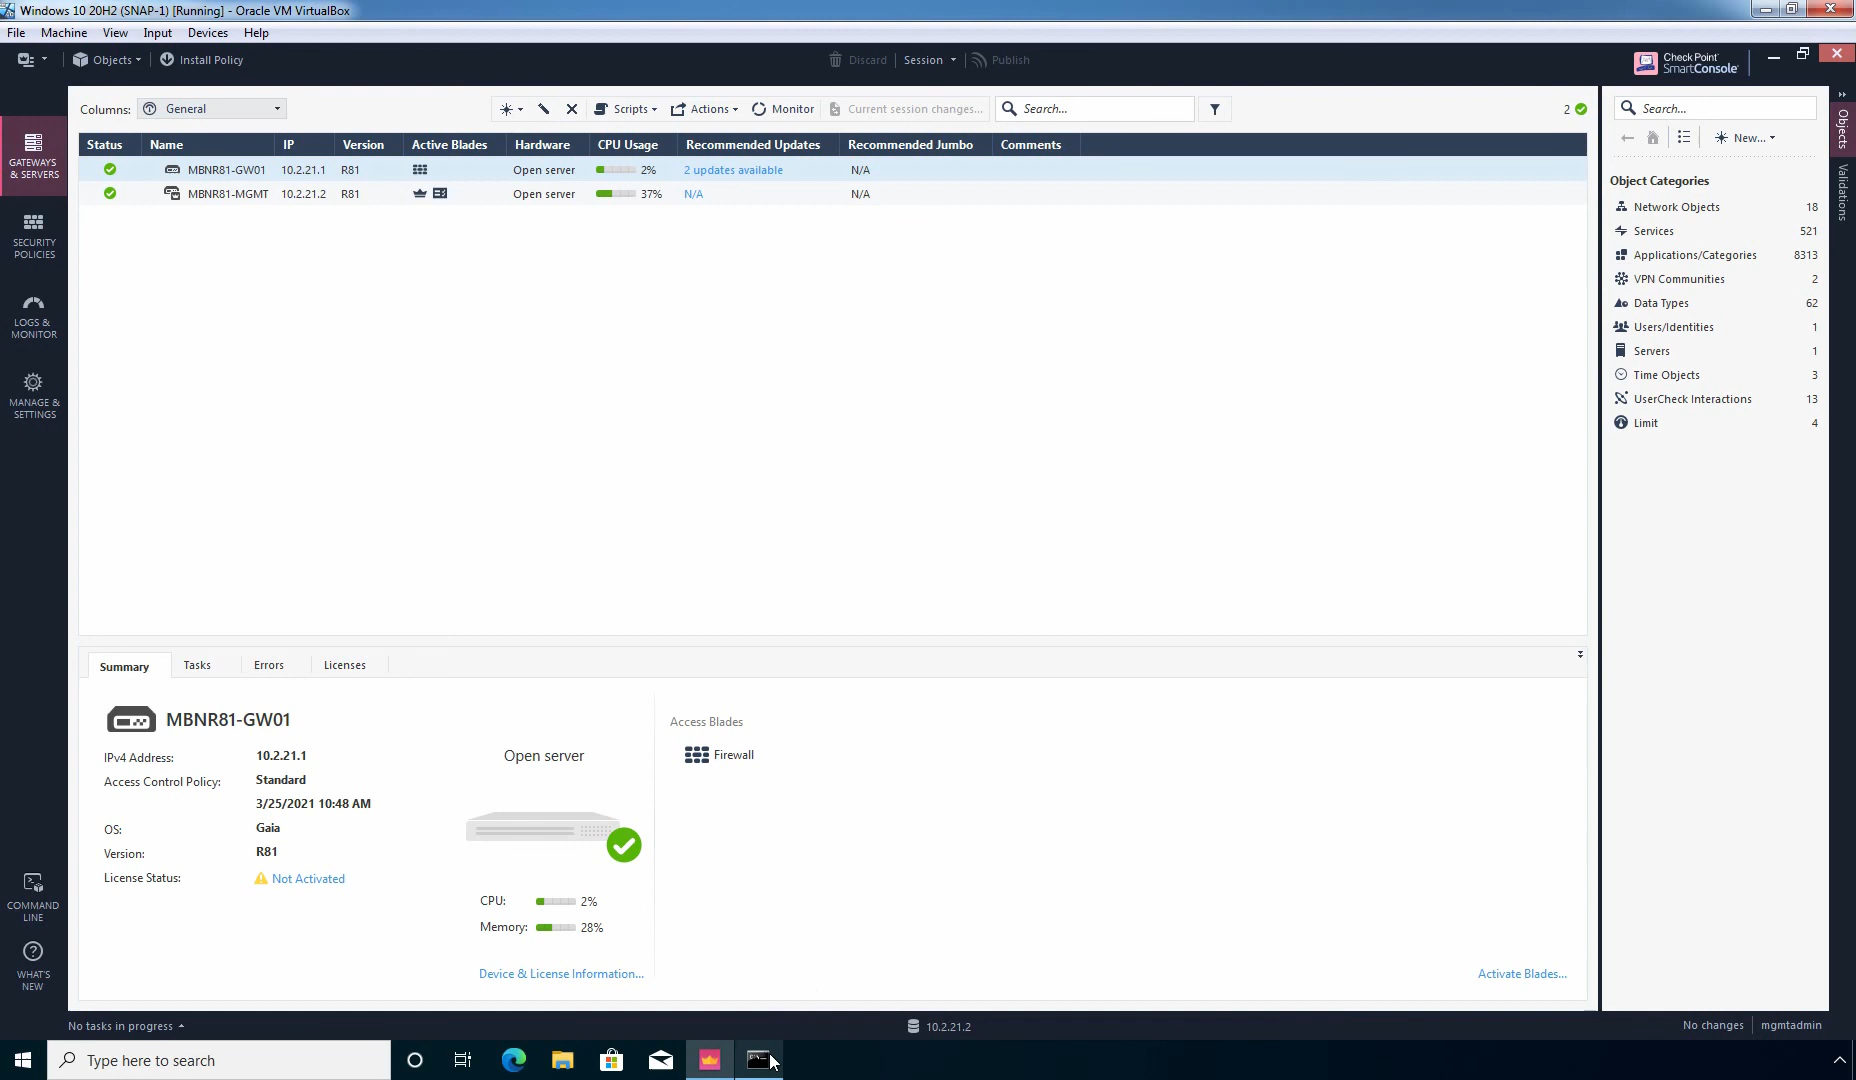 Windows 10 20H2 (SNAP-1) [Running] - Oracle VM VirtualBox
File Machine View Input Devices Help
Objects Install Policy Discard Session Publish Check Point SmartConsole
Columns: General Scripts Actions Monitor Current session changes... Search... 2 Search...
New...
Status Name IP Version Active Blades Hardware CPU Usage Recommended Updates Recommended Jumbo Comments
MBNR81-GW01 10.2.21.1 R81 Open server 2% 2 updates available N/A
MBNR81-MGMT 10.2.21.2 R81 Open server 37% N/A N/A
GATEWAYS
& SERVERS
SECURITY
POLICIES
LOGS &
MONITOR
MANAGE &
SETTINGS
COMMAND
LINE
WHAT'S
NEW
Object Categories
Network Objects 18
Services 521
Applications/Categories 8313
VPN Communities 2
Data Types 62
Users/Identities 1
Servers 1
Time Objects 3
UserCheck Interactions 13
Limit 4
Objects
Validations
Summary Tasks Errors Licenses
MBNR81-GW01
IPv4 Address: 10.2.21.1
Access Control Policy: Standard
3/25/2021 10:48 AM
OS: Gaia
Version: R81
License Status: Not Activated
Open server
CPU: 2%
Memory: 28%
Device & License Information...
Access Blades
Firewall
Activate Blades...
No tasks in progress 10.2.21.2 No changes mgmtadmin
Type here to search